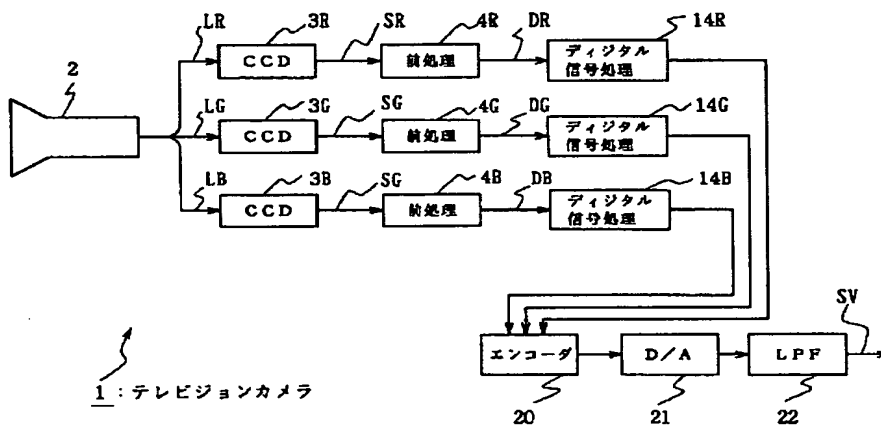 LR
3R
SR
4R
DR
14R
2
CCD
前処理
ディジタル
信号処理
LG
3G
SG
4G
DG
14G
CCD
前処理
ディジタル
信号処理
LB
3B
SG
4B
DB
14B
CCD
前処理
ディジタル
信号処理
SV
エンコーダ
D/A
LPF
20
21
22
1:テレビジョンカメラ